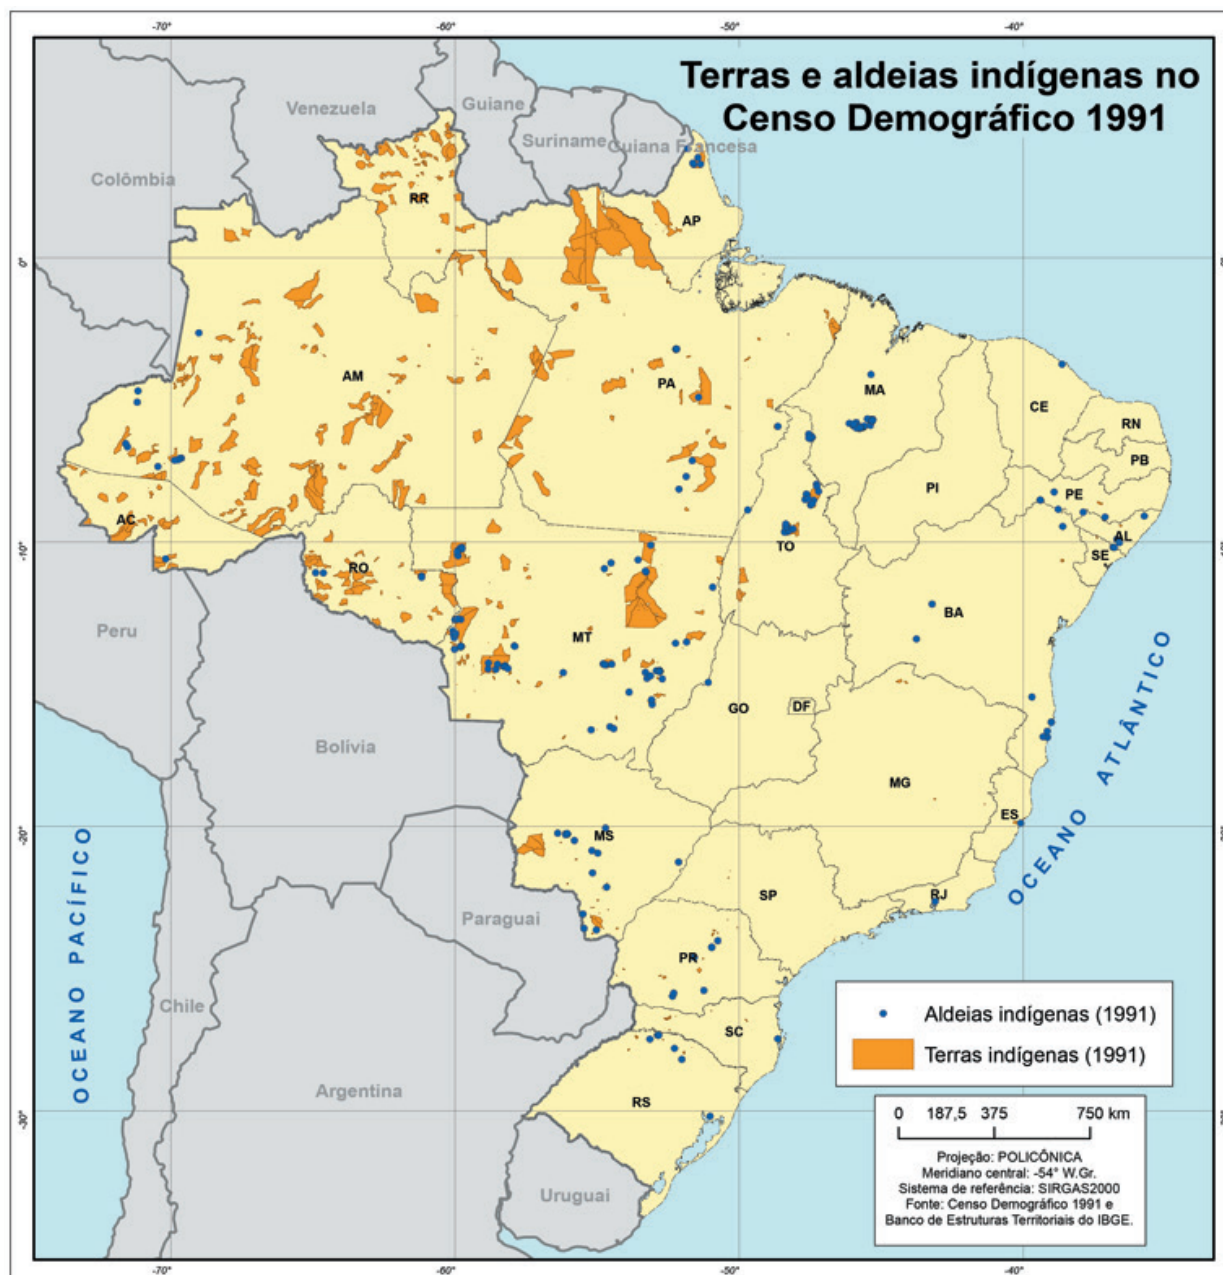 -70°
-60°
-50°
-40°
Terras e aldeias indígenas no
Censo Demográfico 1991
Venezuela
Guiane
Suriname
Guiana Francesa
Colômbia
RR
AP
0°
AM
PA
MA
CE
RN
PB
PI
PE
AC
AL
TO
SE
RO
BA
Peru
MT
GO
DF
Bolívia
MG
ES
MS
OCEANO ATLÂNTICO
OCEANO PACÍFICO
SP
RJ
Paraguai
PR
Chile
SC
Argentina
RS
Uruguai
Aldeias indígenas (1991)
Terras indígenas (1991)
0 187,5 375 750 km
Projeção: POLICÔNICA
Meridiano central: -54° W.Gr.
Sistema de referência: SIRGAS2000
Fonte: Censo Demográfico 1991 e
Banco de Estruturas Territoriais do IBGE.
-10°
-20°
-30°
-70°
-60°
-50°
-40°